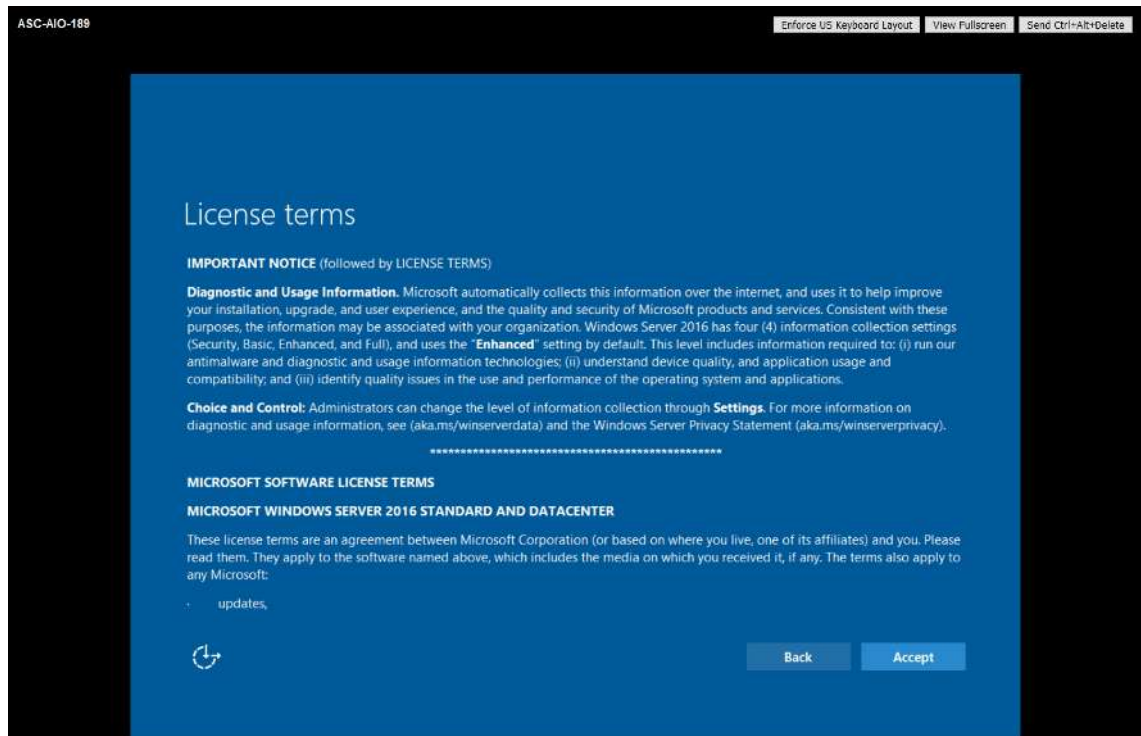 ASC-AIO-189
Enforce US Keyboard Layout View Fullscreen Send Ctrl+Alt+Delete
License terms
IMPORTANT NOTICE (followed by LICENSE TERMS)
Diagnostic and Usage Information. Microsoft automatically collects this information over the internet, and uses it to help improve
your installation, upgrade, and user experience, and the quality and security of Microsoft products and services. Consistent with these
purposes, the information may be associated with your organization. Windows Server 2016 has four (4) information collection settings
(Security, Basic, Enhanced, and Full), and uses the "Enhanced" setting by default. This level includes information required to: (i) run our
antimalware and diagnostic and usage information technologies; (ii) understand device quality, and application usage and
compatibility; and (iii) identify quality issues in the use and performance of the operating system and applications.
Choice and Control: Administrators can change the level of information collection through Settings. For more information on
diagnostic and usage information, see (aka.ms/winserverdata) and the Windows Server Privacy Statement (aka.ms/winserverprivacy).
************************************************
MICROSOFT SOFTWARE LICENSE TERMS
MICROSOFT WINDOWS SERVER 2016 STANDARD AND DATACENTER
These license terms are an agreement between Microsoft Corporation (or based on where you live, one of its affiliates) and you. Please
read them. They apply to the software named above, which includes the media on which you received it, if any. The terms also apply to
any Microsoft:
· updates,
Back Accept